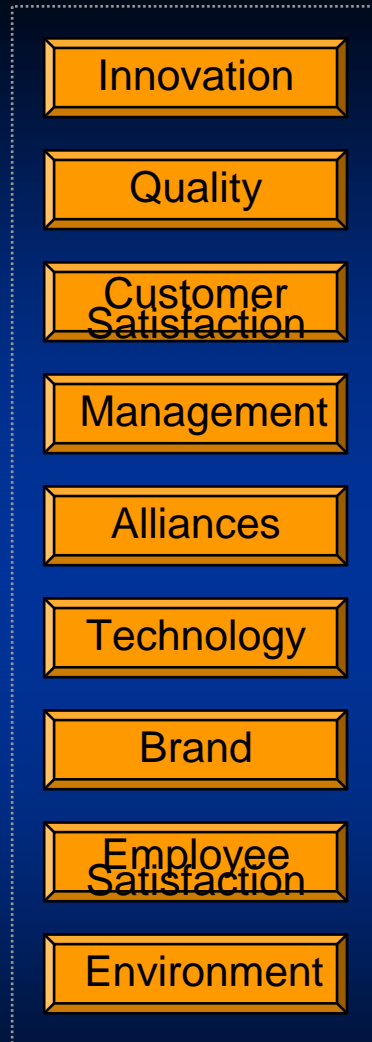 Innovation
Quality
Customer
Satisfaction
Management
Alliances
Technology
Brand
Employee
Satisfaction
Environment